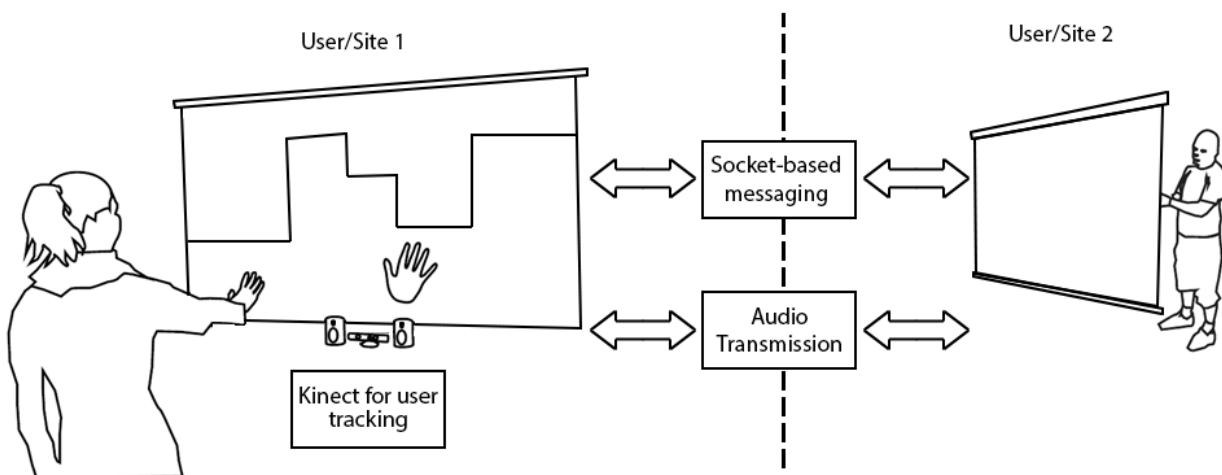 User/Site 1
User/Site 2
Socket-based
messaging
Audio
Transmission
Kinect for user
tracking